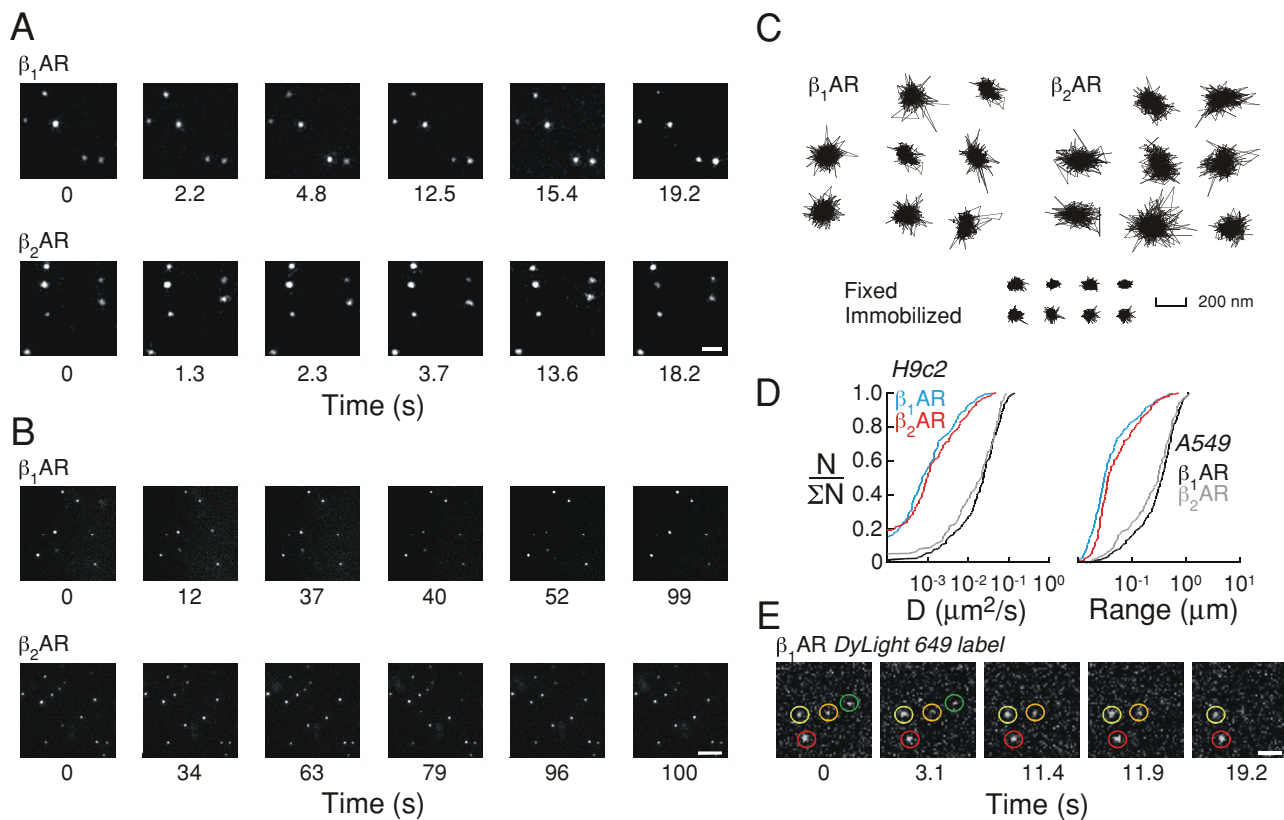 A
β1AR
0 2.2 4.8 12.5 15.4 19.2
β2AR
0 1.3 2.3 3.7 13.6 18.2
Time (s)
B
β1AR
0 12 37 40 52 99
β2AR
0 34 63 79 96 100
Time (s)
C
β1AR β2AR
Fixed
Immobilized
200 nm
D
H9c2
β1AR
β2AR
A549
β1AR
β2AR
N
ΣN
1.0
0.8
0.6
0.4
0.2
0
10-3 10-2 10-1 100
D (μm2/s)
10-1 100 101
Range (μm)
E
β1AR DyLight 649 label
0 3.1 11.4 11.9 19.2
Time (s)